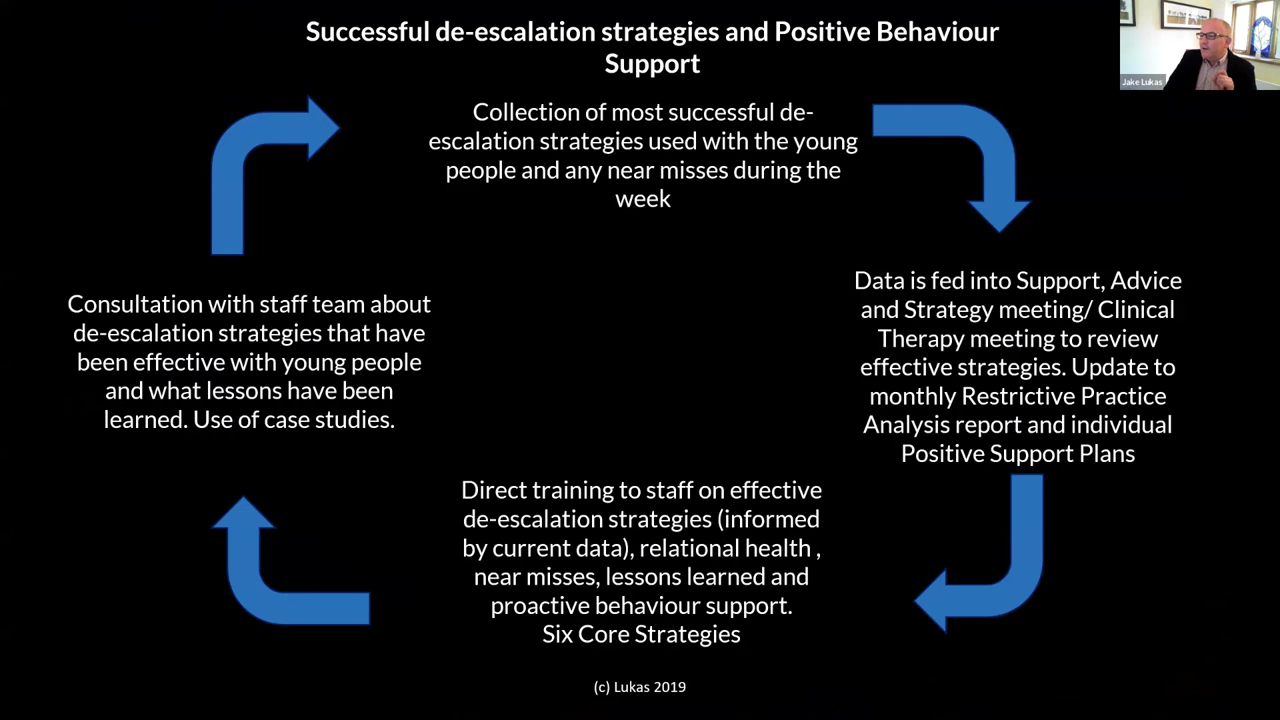 Successful de-escalation strategies and Positive Behaviour
Support
Jake Lukas
Collection of most successful de-
escalation strategies used with the young
people and any near misses during the
week
Data is fed into Support, Advice
and Strategy meeting/ Clinical
Therapy meeting to review
effective strategies. Update to
monthly Restrictive Practice
Analysis report and individual
Positive Support Plans
Direct training to staff on effective
de-escalation strategies (informed
by current data), relational health ,
near misses, lessons learned and
proactive behaviour support.
Six Core Strategies
Consultation with staff team about
de-escalation strategies that have
been effective with young people
and what lessons have been
learned. Use of case studies.
(c) Lukas 2019